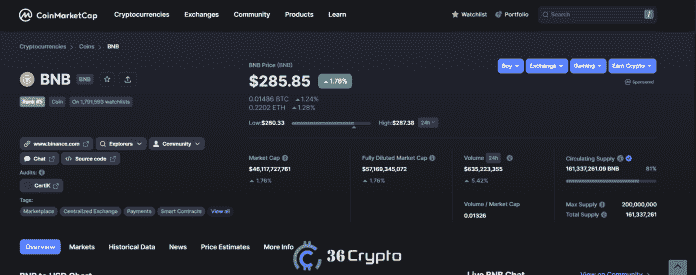 CoinMarketCap Cryptocurrencies Exchanges Community Products Learn Watchlist Portfolio Search /
Cryptocurrencies > Coins > BNB
BNB BNB
Rank #5 Coin On 1,791,999 watchlists
www.binance.com Explorers Community
Chat Source code
Audits:
CertiK
Tags:
Marketplace Centralized Exchange Payments Smart Contracts View all
BNB Price (BNB)
$285.85 1.76%
0.01486 BTC 1.24%
0.2202 ETH 1.28%
Low: $280.33 High: $287.38 24h
Buy Exchange Gaming Earn Crypto
Sponsored
Market Cap
$46,117,727,761
1.76%
Fully Diluted Market Cap
$57,169,345,072
1.76%
Volume 24h
$635,223,355
5.42%
Volume / Market Cap
0.01326
Circulating Supply
161,337,261.09 BNB 81%
Max Supply 200,000,000
Total Supply 161,337,261
Overview Markets Historical Data News Price Estimates More Info
36Crypto
BNB to USD Chart Live BNB Chat View on Community